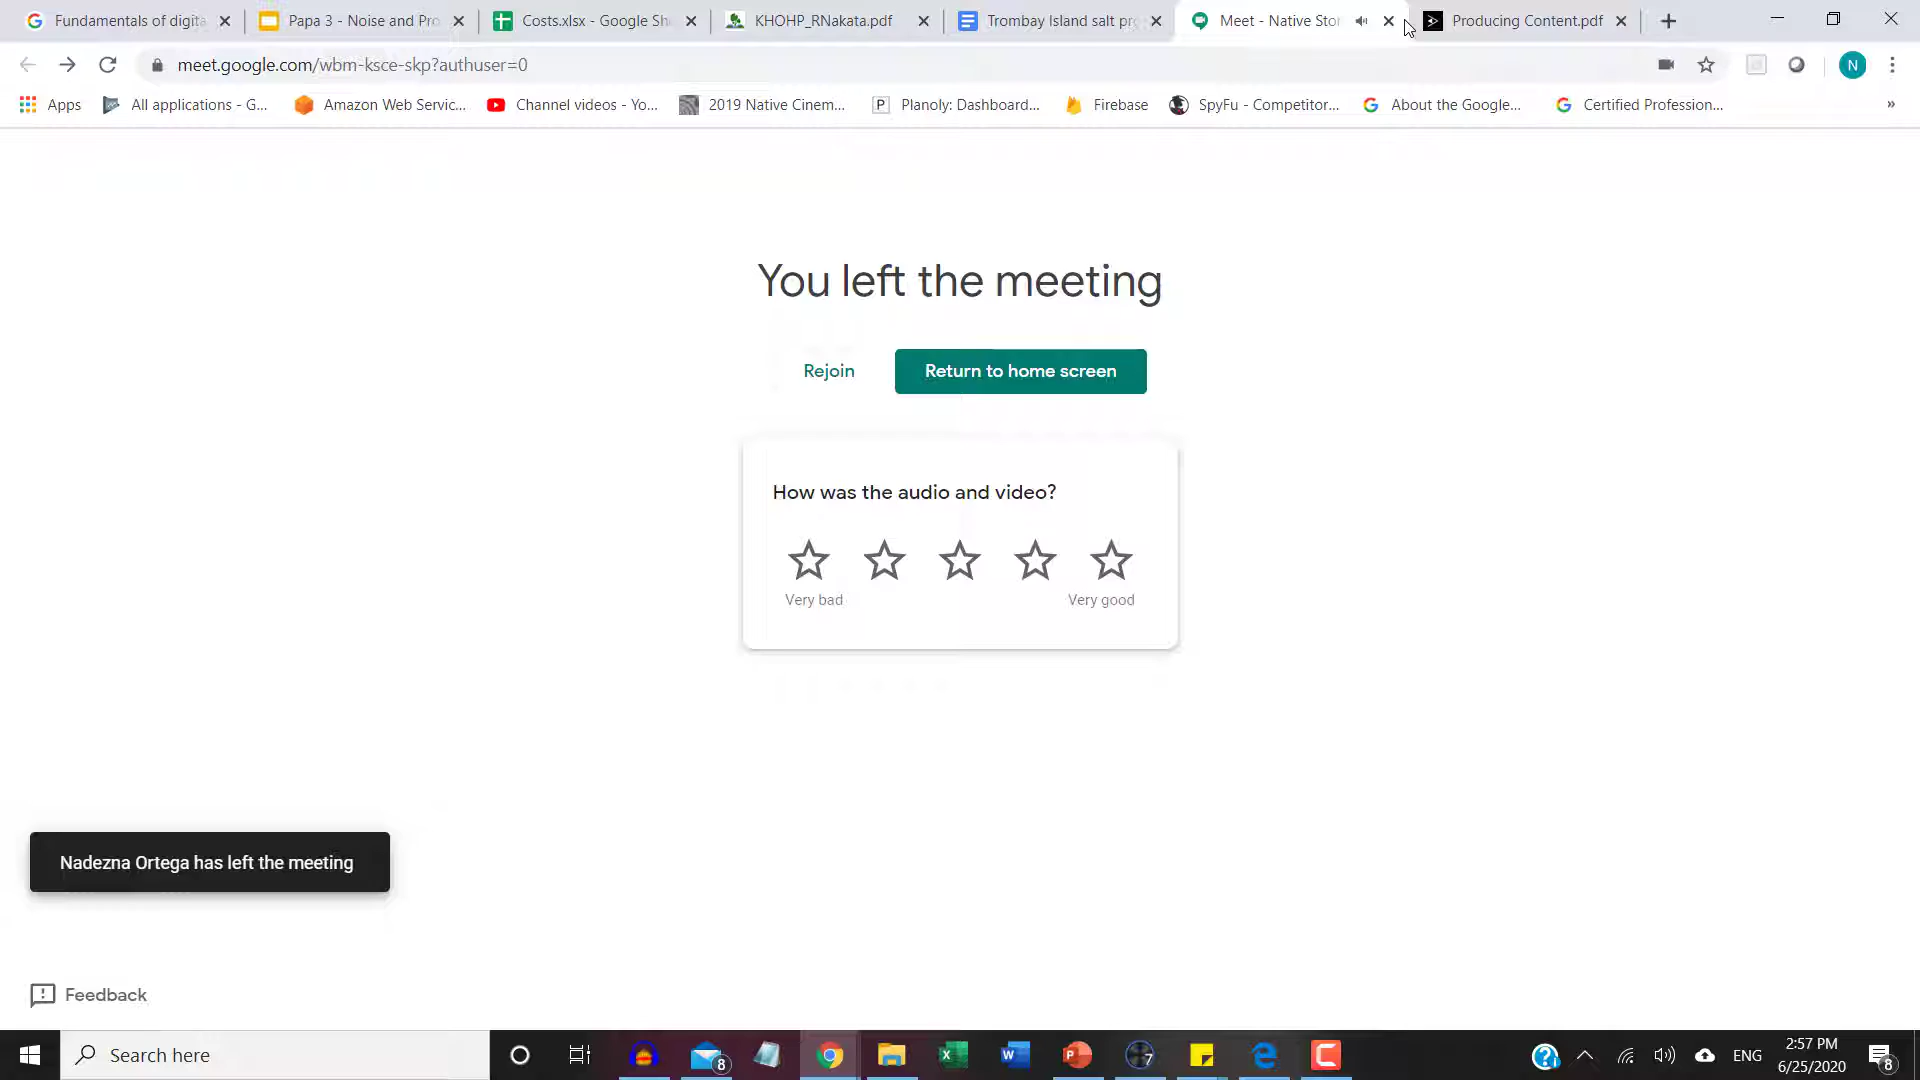 Fundamentals of digita
Papa 3 - Noise and Pro
Costs.xlsx - Google Sh
KHOHP_RNakata.pdf
Trombay Island salt pro
Meet - Native Stor
Producing Content.pdf
meet.google.com/wbm-ksce-skp?authuser=0
N
Apps
All applications - G...
Amazon Web Servic...
Channel videos - Yo...
2019 Native Cinem...
P Planoly: Dashboard...
Firebase
SpyFu - Competitor...
About the Google...
Certified Profession...
»
You left the meeting
Rejoin
Return to home screen
How was the audio and video?
Very bad
Very good
Nadezna Ortega has left the meeting
Feedback
Search here
8
7
ENG
2:57 PM
6/25/2020
8